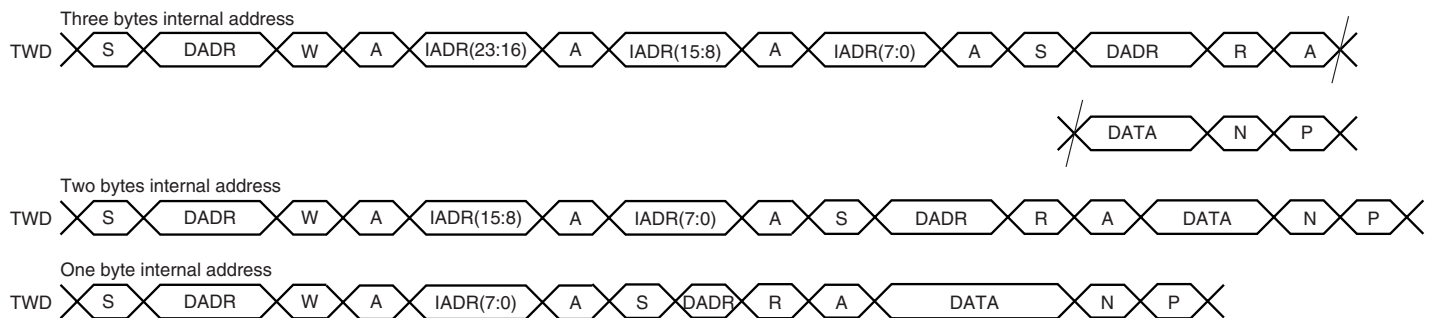 Three bytes internal address
TWD S DADR W A IADR(23:16) A IADR(15:8) A IADR(7:0) A S DADR R A
DATA N P
Two bytes internal address
TWD S DADR W A IADR(15:8) A IADR(7:0) A S DADR R A DATA N P
One byte internal address
TWD S DADR W A IADR(7:0) A S DADR R A DATA N P